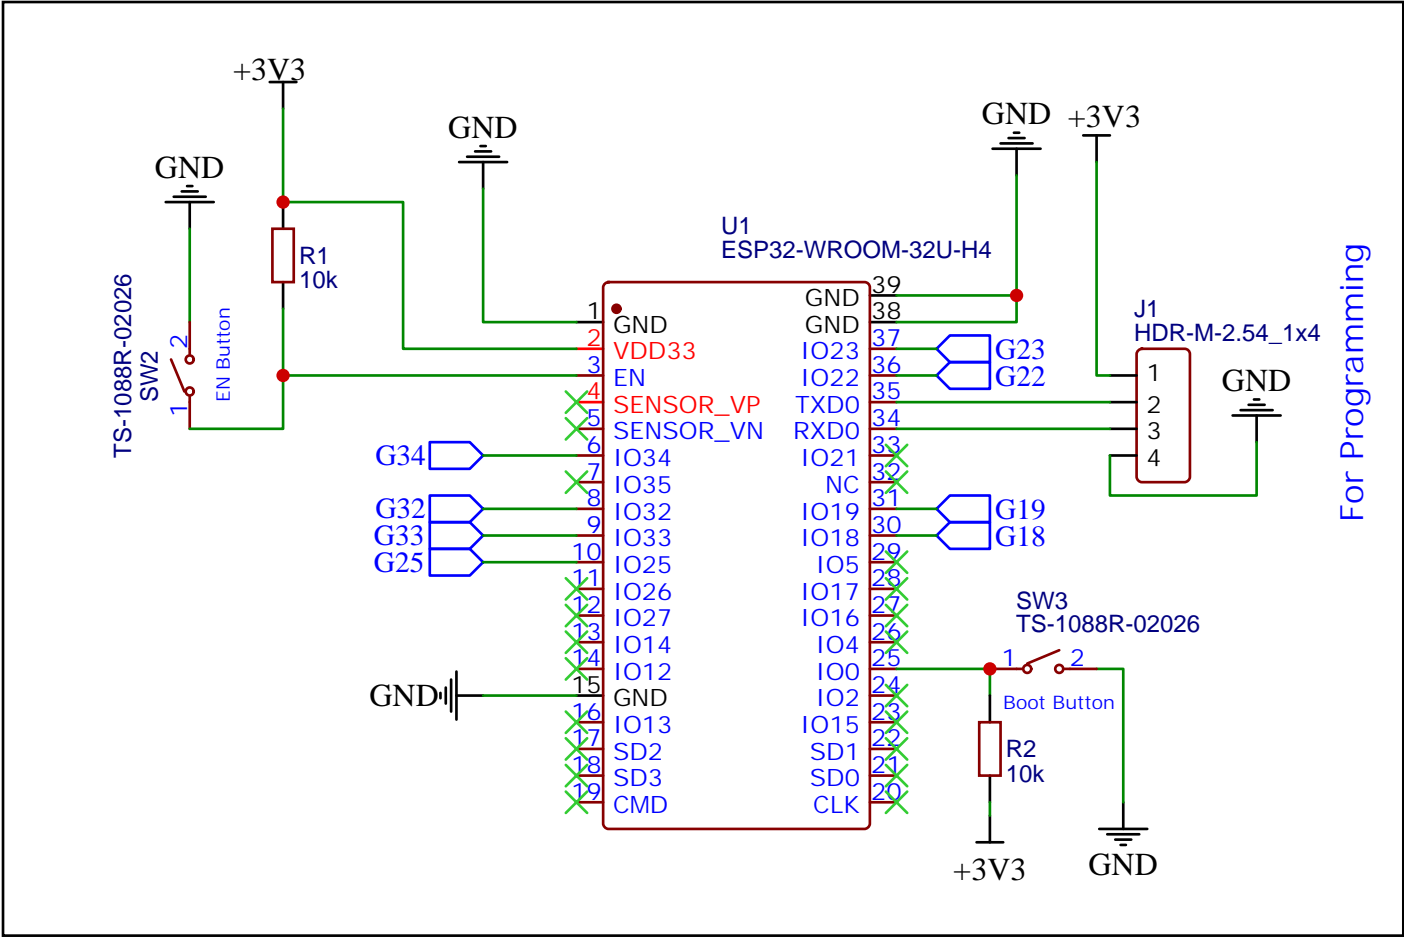 +3V3
GND
R1
10k
TS-1088R-02026
SW2
EN Button
2
1
GND
GND
+3V3
U1
ESP32-WROOM-32U-H4
1 GND
2 VDD33
3 EN
4 SENSOR_VP
5 SENSOR_VN
G34 6 IO34
7 IO35
G32 8 IO32
G33 9 IO33
G25 10 IO25
11 IO26
12 IO27
13 IO14
14 IO12
GND 15 GND
16 IO13
17 SD2
18 SD3
19 CMD
GND 39
GND 38
IO23 37 G23
IO22 36 G22
TXD0 35
RXD0 34
IO21 33
NC 32
IO19 31 G19
IO18 30 G18
IO5 29
IO17 28
IO16 27
IO4 26
IO0 25
IO2 24
IO15 23
SD1 22
SD0 21
CLK 20
J1
HDR-M-2.54_1x4
1
2
3
4
GND
For Programming
SW3
TS-1088R-02026
1 2
Boot Button
R2
10k
+3V3
GND